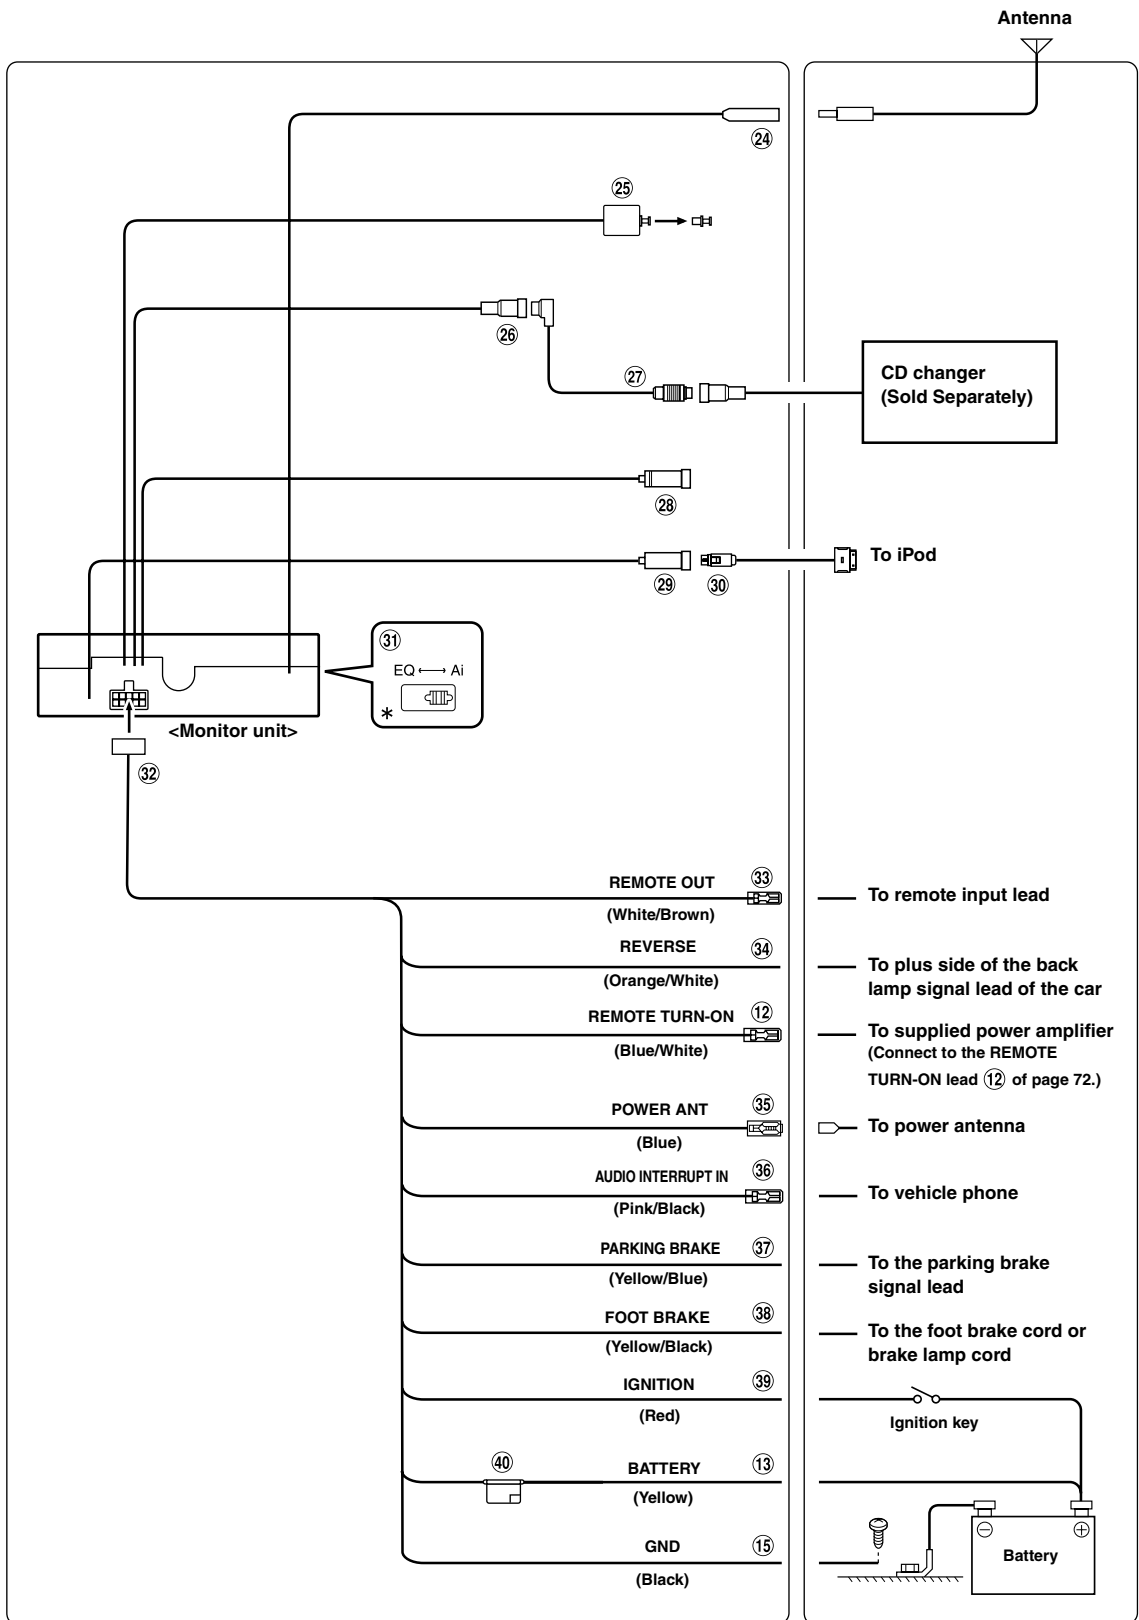 Antenna
㉔
㉕
㉖
㉗
CD changer
(Sold Separately)
㉘
㉙
㉚
To iPod
㉛
EQ ⟷ Ai
*
<Monitor unit>
㉜
REMOTE OUT ㉝
(White/Brown)
To remote input lead
REVERSE ㉞
(Orange/White)
To plus side of the back
lamp signal lead of the car
REMOTE TURN-ON ⑫
(Blue/White)
To supplied power amplifier
(Connect to the REMOTE
TURN-ON lead ⑫ of page 72.)
POWER ANT ㉟
(Blue)
To power antenna
AUDIO INTERRUPT IN ㊱
(Pink/Black)
To vehicle phone
PARKING BRAKE ㊲
(Yellow/Blue)
To the parking brake
signal lead
FOOT BRAKE ㊳
(Yellow/Black)
To the foot brake cord or
brake lamp cord
IGNITION ㊴
(Red)
Ignition key
㊵
BATTERY ⑬
(Yellow)
GND ⑮
(Black)
⊖ ⊕
Battery